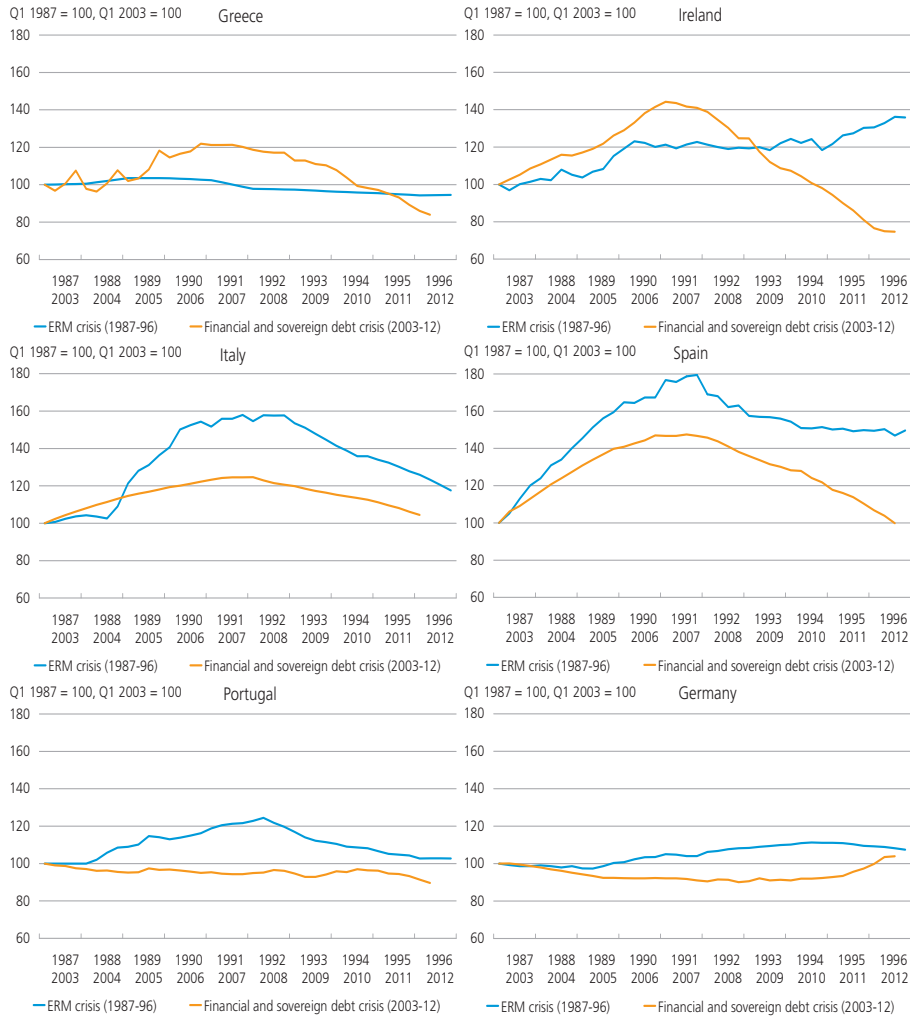 Q1 1987 = 100, Q1 2003 = 100 Greece
180
160
140
120
100
80
60
1987 1988 1989 1990 1991 1992 1993 1994 1995 1996
2003 2004 2005 2006 2007 2008 2009 2010 2011 2012
ERM crisis (1987-96) Financial and sovereign debt crisis (2003-12)
Q1 1987 = 100, Q1 2003 = 100 Ireland
180
160
140
120
100
80
60
1987 1988 1989 1990 1991 1992 1993 1994 1995 1996
2003 2004 2005 2006 2007 2008 2009 2010 2011 2012
ERM crisis (1987-96) Financial and sovereign debt crisis (2003-12)
Q1 1987 = 100, Q1 2003 = 100 Italy
180
160
140
120
100
80
60
1987 1988 1989 1990 1991 1992 1993 1994 1995 1996
2003 2004 2005 2006 2007 2008 2009 2010 2011 2012
ERM crisis (1987-96) Financial and sovereign debt crisis (2003-12)
Q1 1987 = 100, Q1 2003 = 100 Spain
180
160
140
120
100
80
60
1987 1988 1989 1990 1991 1992 1993 1994 1995 1996
2003 2004 2005 2006 2007 2008 2009 2010 2011 2012
ERM crisis (1987-96) Financial and sovereign debt crisis (2003-12)
Q1 1987 = 100, Q1 2003 = 100 Portugal
180
160
140
120
100
80
60
1987 1988 1989 1990 1991 1992 1993 1994 1995 1996
2003 2004 2005 2006 2007 2008 2009 2010 2011 2012
ERM crisis (1987-96) Financial and sovereign debt crisis (2003-12)
Q1 1987 = 100, Q1 2003 = 100 Germany
180
160
140
120
100
80
60
1987 1988 1989 1990 1991 1992 1993 1994 1995 1996
2003 2004 2005 2006 2007 2008 2009 2010 2011 2012
ERM crisis (1987-96) Financial and sovereign debt crisis (2003-12)